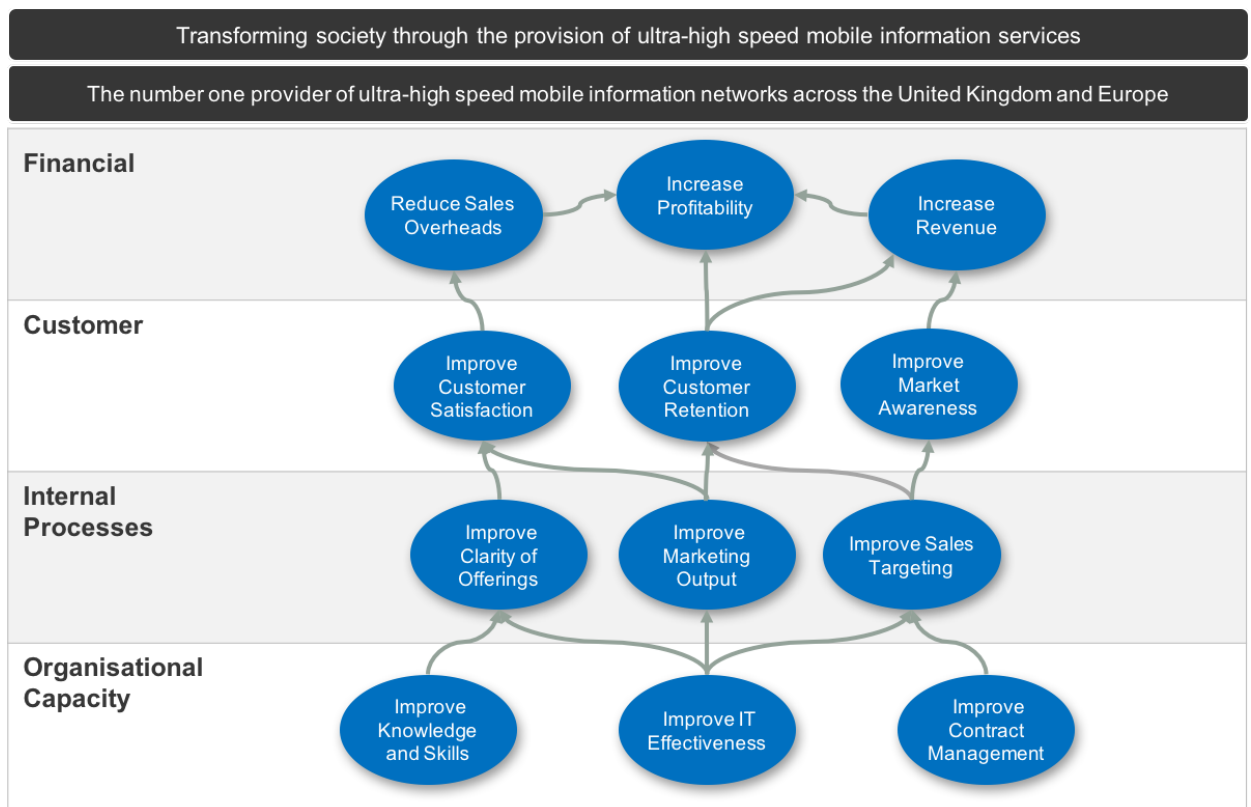 Transforming society through the provision of ultra-high speed mobile information services
The number one provider of ultra-high speed mobile information networks across the United Kingdom and Europe
Financial
Reduce Sales
Overheads
Increase
Profitability
Increase
Revenue
Customer
Improve
Customer
Satisfaction
Improve
Customer
Retention
Improve
Market
Awareness
Internal
Processes
Improve
Clarity of
Offerings
Improve
Marketing
Output
Improve Sales
Targeting
Organisational
Capacity
Improve
Knowledge
and Skills
Improve IT
Effectiveness
Improve
Contract
Management